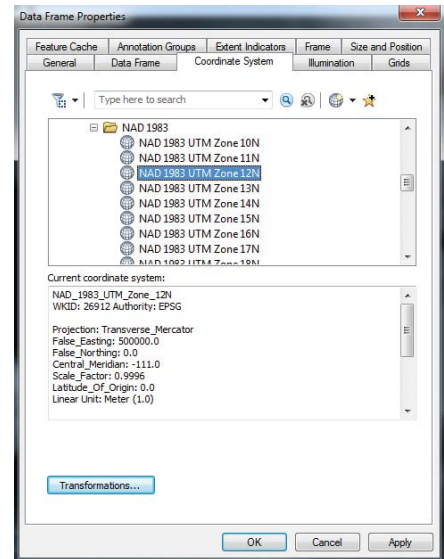 Data Frame Properties
Feature Cache Annotation Groups Extent Indicators Frame Size and Position
General Data Frame Coordinate System Illumination Grids
Type here to search
NAD 1983
NAD 1983 UTM Zone 10N
NAD 1983 UTM Zone 11N
NAD 1983 UTM Zone 12N
NAD 1983 UTM Zone 13N
NAD 1983 UTM Zone 14N
NAD 1983 UTM Zone 15N
NAD 1983 UTM Zone 16N
NAD 1983 UTM Zone 17N
NAD 1983 UTM Zone 18N
Current coordinate system:
NAD_1983_UTM_Zone_12N
WKID: 26912 Authority: EPSG
Projection: Transverse_Mercator
False_Easting: 500000.0
False_Northing: 0.0
Central_Meridian: -111.0
Scale_Factor: 0.9996
Latitude_Of_Origin: 0.0
Linear Unit: Meter (1.0)
Transformations...
OK Cancel Apply